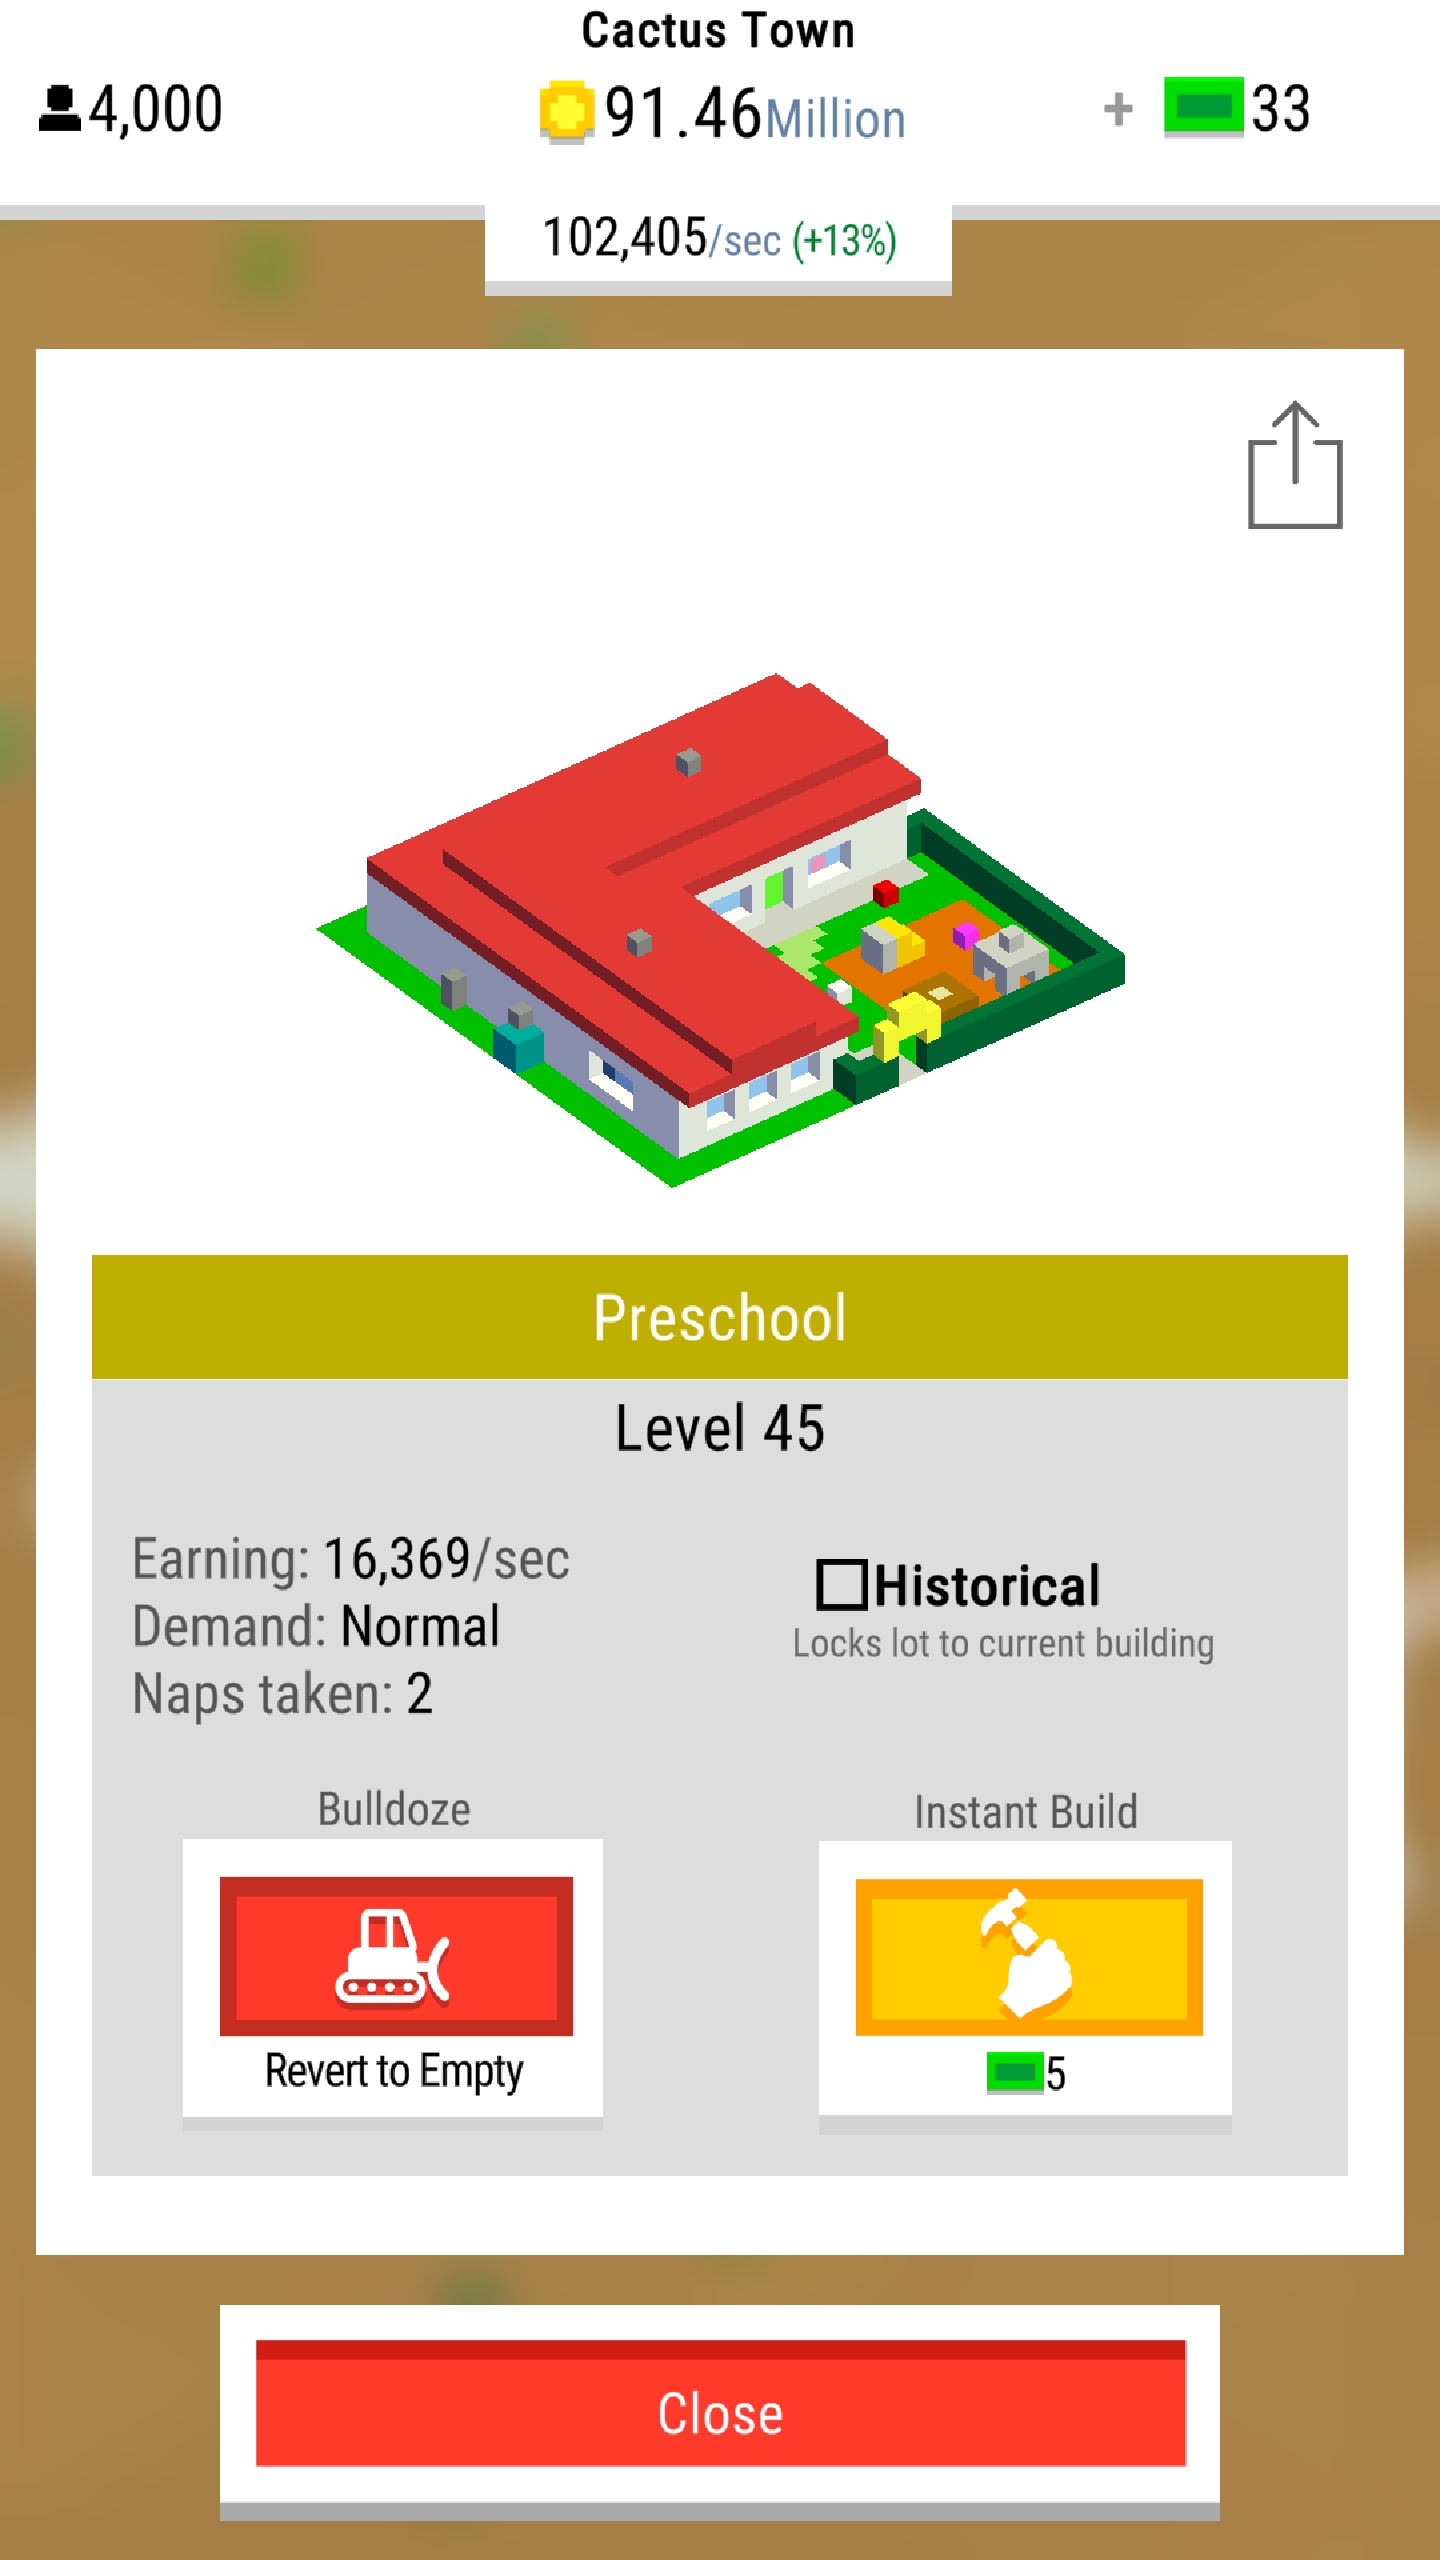 Cactus Town
4,000
91.46Million
+ 33
102,405/sec (+13%)
Preschool
Level 45
Earning: 16,369/sec
Demand: Normal
Naps taken: 2
Historical
Locks lot to current building
Bulldoze
Revert to Empty
Instant Build
5
Close